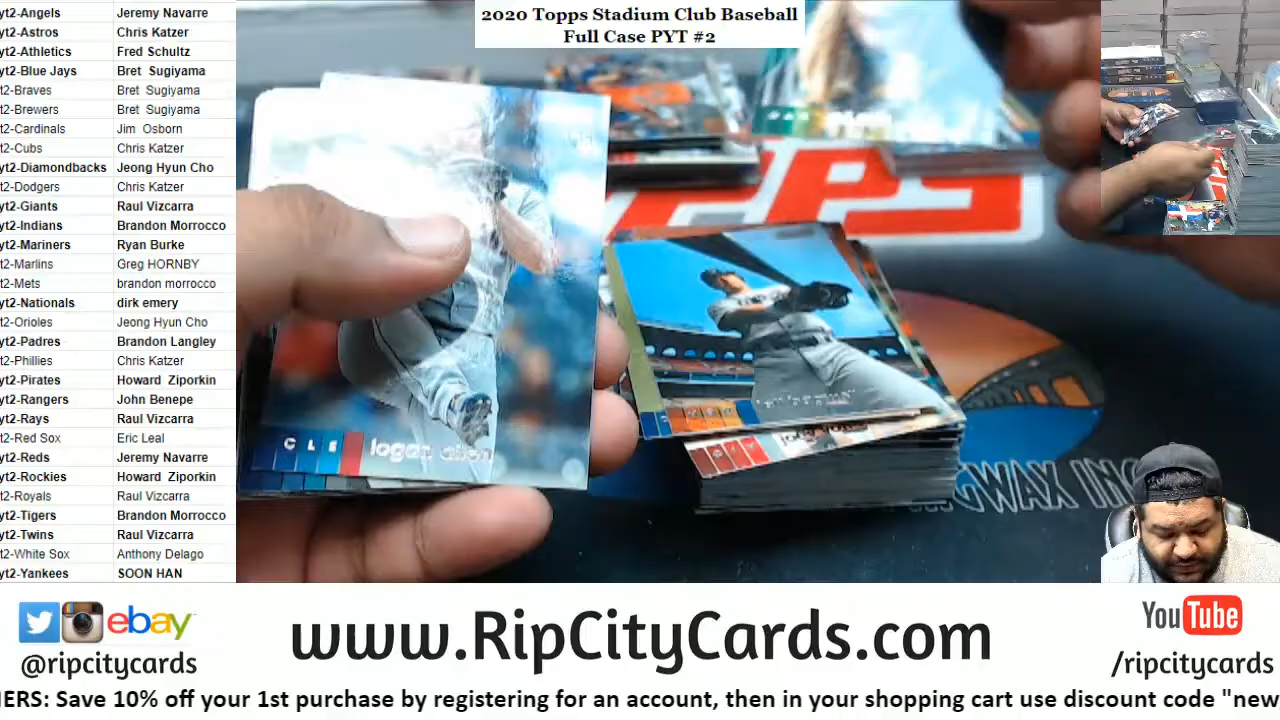 2020 Topps Stadium Club Baseball
Full Case PYT #2
yt2-Angels Jeremy Navarre
yt2-Astros Chris Katzer
yt2-Athletics Fred Schultz
yt2-Blue Jays Bret Sugiyama
t2-Braves Bret Sugiyama
t2-Brewers Bret Sugiyama
t2-Cardinals Jim Osborn
t2-Cubs Chris Katzer
yt2-Diamondbacks Jeong Hyun Cho
t2-Dodgers Chris Katzer
yt2-Giants Raul Vizcarra
yt2-Indians Brandon Morrocco
yt2-Mariners Ryan Burke
t2-Marlins Greg HORNBY
t2-Mets brandon morrocco
yt2-Nationals dirk emery
t2-Orioles Jeong Hyun Cho
yt2-Padres Brandon Langley
t2-Phillies Chris Katzer
yt2-Pirates Howard Ziporkin
yt2-Rangers John Benepe
yt2-Rays Raul Vizcarra
t2-Red Sox Eric Leal
yt2-Reds Jeremy Navarre
yt2-Rockies Howard Ziporkin
t2-Royals Raul Vizcarra
yt2-Tigers Brandon Morrocco
yt2-Twins Raul Vizcarra
t2-White Sox Anthony Delago
yt2-Yankees SOON HAN
CLE logan allen
ebay
@ripcitycards
www.RipCityCards.com
YouTube
/ripcitycards
NERS: Save 10% off your 1st purchase by registering for an account, then in your shopping cart use discount code "new